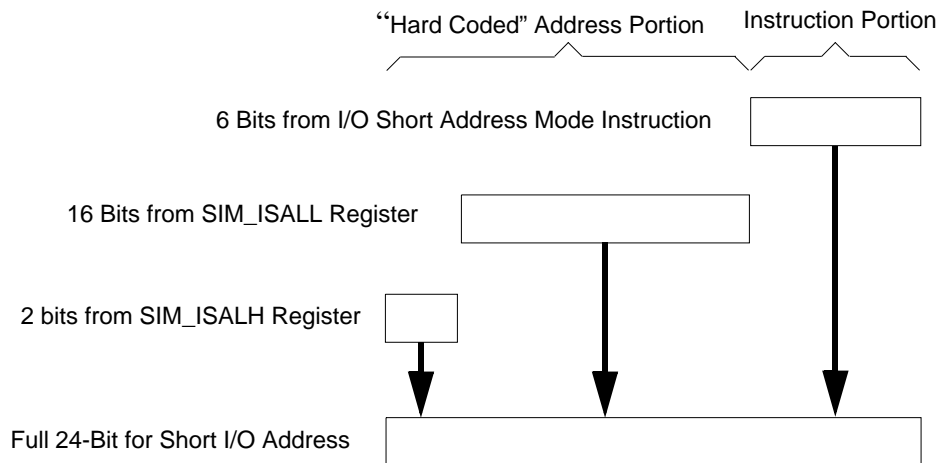 “Hard Coded” Address Portion
Instruction Portion
6 Bits from I/O Short Address Mode Instruction
16 Bits from SIM_ISALL Register
2 bits from SIM_ISALH Register
Full 24-Bit for Short I/O Address